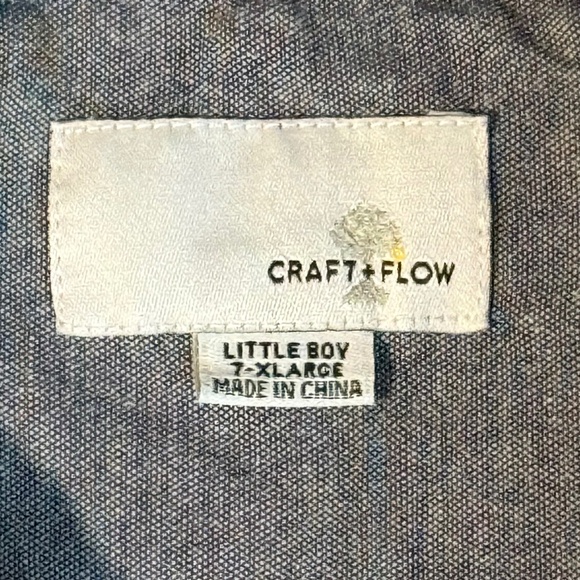 CRAFT+FLOW
LITTLE BOY
7-XLARGE
MADE IN CHINA